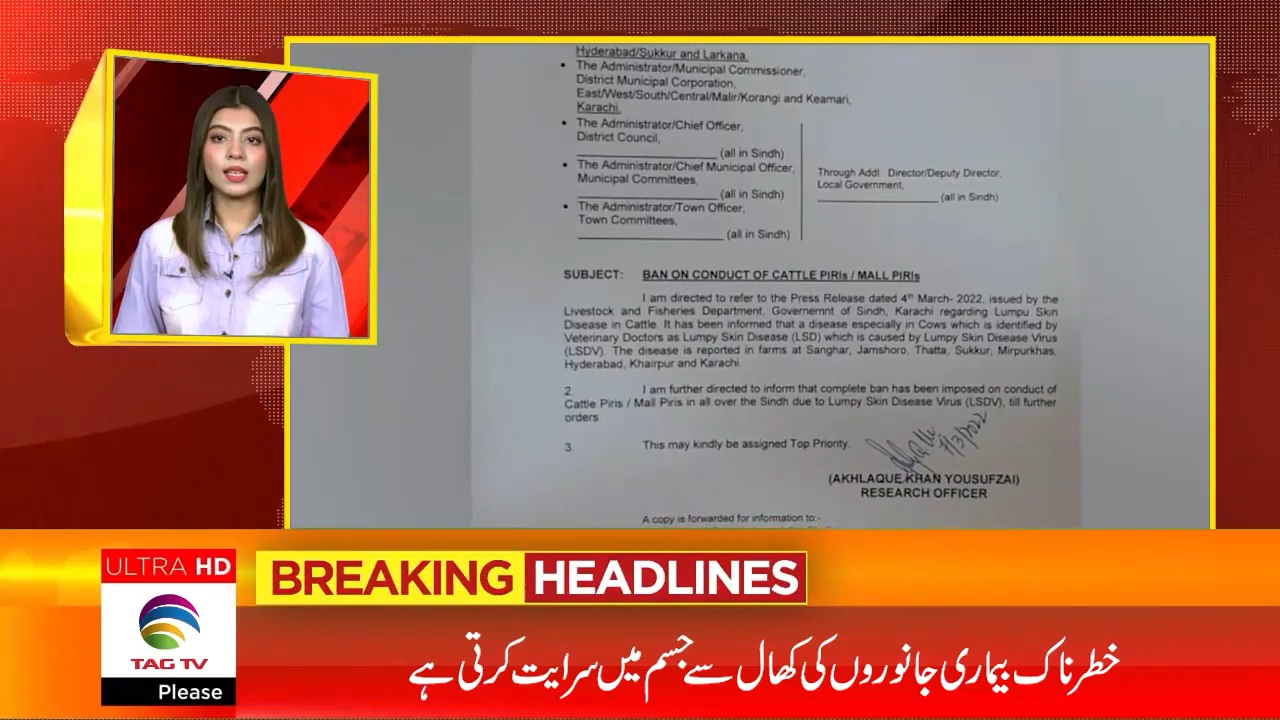 Hyderabad/Sukkur and Larkana.
• The Administrator/Municipal Commissioner,
District Municipal Corporation,
East/West/South/Central/Malir/Korangi and Keamari,
Karachi.
• The Administrator/Chief Officer,
District Council,
____________________ (all in Sindh)
• The Administrator/Chief Municipal Officer,
Municipal Committees,
____________________ (all in Sindh)
• The Administrator/Town Officer,
Town Committees,
____________________ (all in Sindh)
Through Addl. Director/Deputy Director,
Local Government,
____________________ (all in Sindh)
SUBJECT: BAN ON CONDUCT OF CATTLE PIRIs / MALL PIRIs
I am directed to refer to the Press Release dated 4th March- 2022, issued by the
Livestock and Fisheries Department, Governemnt of Sindh, Karachi regarding Lumpu Skin
Disease in Cattle. It has been informed that a disease especially in Cows which is identified by
Veterinary Doctors as Lumpy Skin Disease (LSD) which is caused by Lumpy Skin Disease Virus
(LSDV). The disease is reported in farms at Sanghar, Jamshoro, Thatta, Sukkur, Mirpurkhas,
Hyderabad, Khairpur and Karachi.
2. I am further directed to inform that complete ban has been imposed on conduct of
Cattle Piris / Mall Piris in all over the Sindh due to Lumpy Skin Disease Virus (LSDV), till further
orders.
3. This may kindly be assigned Top Priority.
7/3/2022
(AKHLAQUE KHAN YOUSUFZAI)
RESEARCH OFFICER
A copy is forwarded for information to:-
ULTRA HD
TAG TV
Please
BREAKING HEADLINES
خطرناک بیماری جانوروں کی کھال سے جسم میں سرایت کرتی ہے